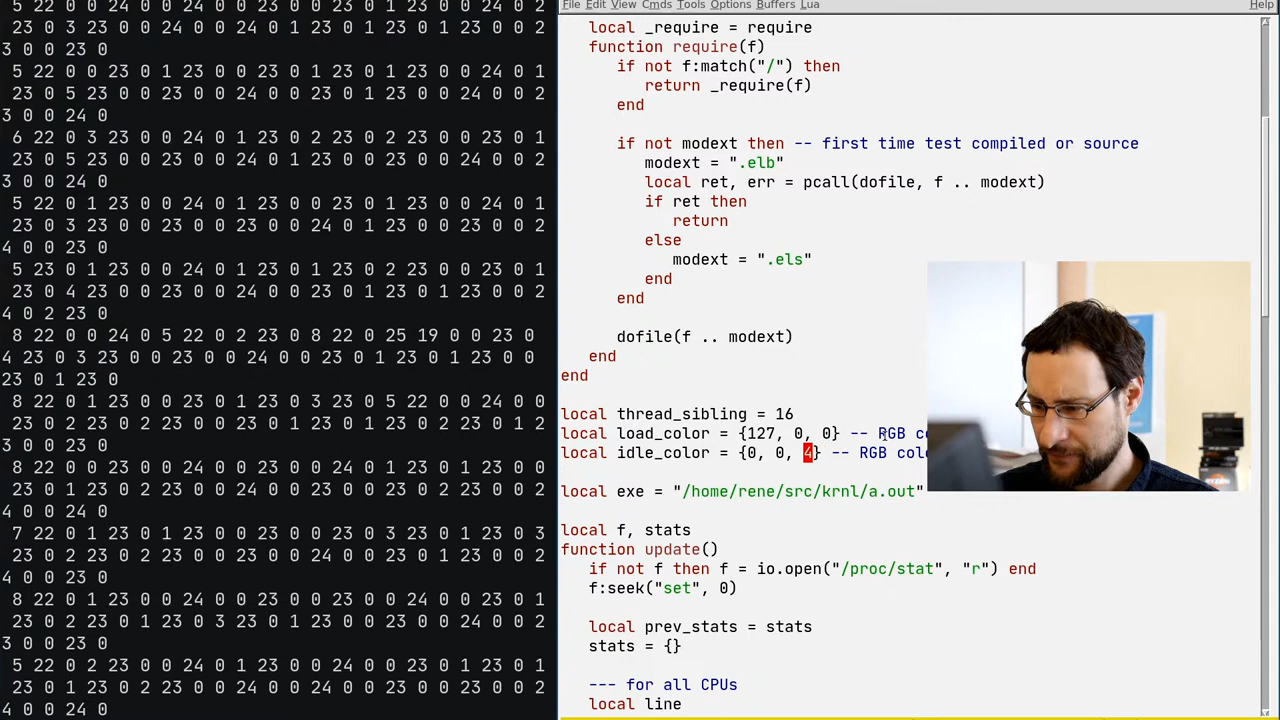 5 22 0 0 23 0 0 24 0 0 23 0 0 23 0 1 23 0 0 24 0 1
23 0 3 23 0 0 24 0 0 24 0 1 23 0 1 23 0 1 23 0 0 2
3 0 0 23 0
5 22 0 0 23 0 1 23 0 0 23 0 1 23 0 1 23 0 0 24 0 1
23 0 5 23 0 0 24 0 0 23 0 1 23 0 0 24 0 0 2
3 0 0 24 0
6 22 0 3 23 0 0 24 0 1 23 0 2 23 0 2 23 0 0 23 0 1
23 0 5 23 0 0 23 0 0 24 0 1 23 0 0 23 0 0 24 0 0 2
3 0 0 24 0
5 22 0 1 23 0 0 24 0 1 23 0 0 23 0 1 23 0 0 24 0 1
23 0 3 23 0 0 23 0 0 24 0 1 23 0 0 23 0 0 2
4 0 0 23 0
5 23 0 1 23 0 0 24 0 1 23 0 1 23 0 2 23 0 0 23 0 1
23 0 4 23 0 0 23 0 0 24 0 0 23 0 1 23 0 1 23 0 0 2
4 0 2 23 0
8 22 0 0 24 0 5 22 0 2 23 0 8 22 0 25 19 0 0 23 0
4 23 0 3 23 0 0 23 0 0 24 0 0 23 0 1 23 0 1 23 0 0
23 0 1 23 0
8 22 0 1 23 0 0 23 0 1 23 0 3 23 0 5 22 0 0 24 0 0
23 0 2 23 0 0 23 0 1 23 0 1
3 0 0 23 0
8 22 0 0 23 0 0 24 0 0 23 0 0
23 0 1 23 0 2 23 0 0 24 0 0 23 0 0 23 0 0 2
4 0 0 23 0
7 22 0 1 23 0 1 23 0 0 23 0 3 23 0 1 23 0 3
23 0 2 23 0 2 23 0 0 23 0 0 24 0 0 23 0 1 23 0 0 2
4 0 0 23 0
8 22 0 1 23 0 0 24 0 0 23 0 0 23 0 0 24 0 0 23 0 1
23 0 2 23 0 1 23 0 3 23 0 1 23 0 0 23 0 0 24 0 0 2
3 0 0 23 0
5 22 0 2 23 0 0 24 0 1 23 0 0 24 0 0 23 0 1 23 0 1
23 0 1 23 0 2 23 0 0 24 0 0 24 0 0 23 0 0 23 0 0 2
4 0 0 24 0
File Edit View Cmds Tools Options Buffers Lua Help
local _require = require
function require(f)
if not f:match("/") then
return _require(f)
end
if not modext then -- first time test compiled or source
modext = ".elb"
local ret, err = pcall(dofile, f .. modext)
if ret then
return
else
modext = ".els"
end
end
dofile(f .. modext)
end
end
local thread_sibling = 16
local load_color = {127, 0, 0} -- RGB
local idle_color = {0, 0, 4} -- RGB
local exe = "/home/rene/src/krnl/a.out"
local f, stats
function update()
if not f then f = io.open("/proc/stat", "r") end
f:seek("set", 0)
local prev_stats = stats
stats = {}
--- for all CPUs
local line